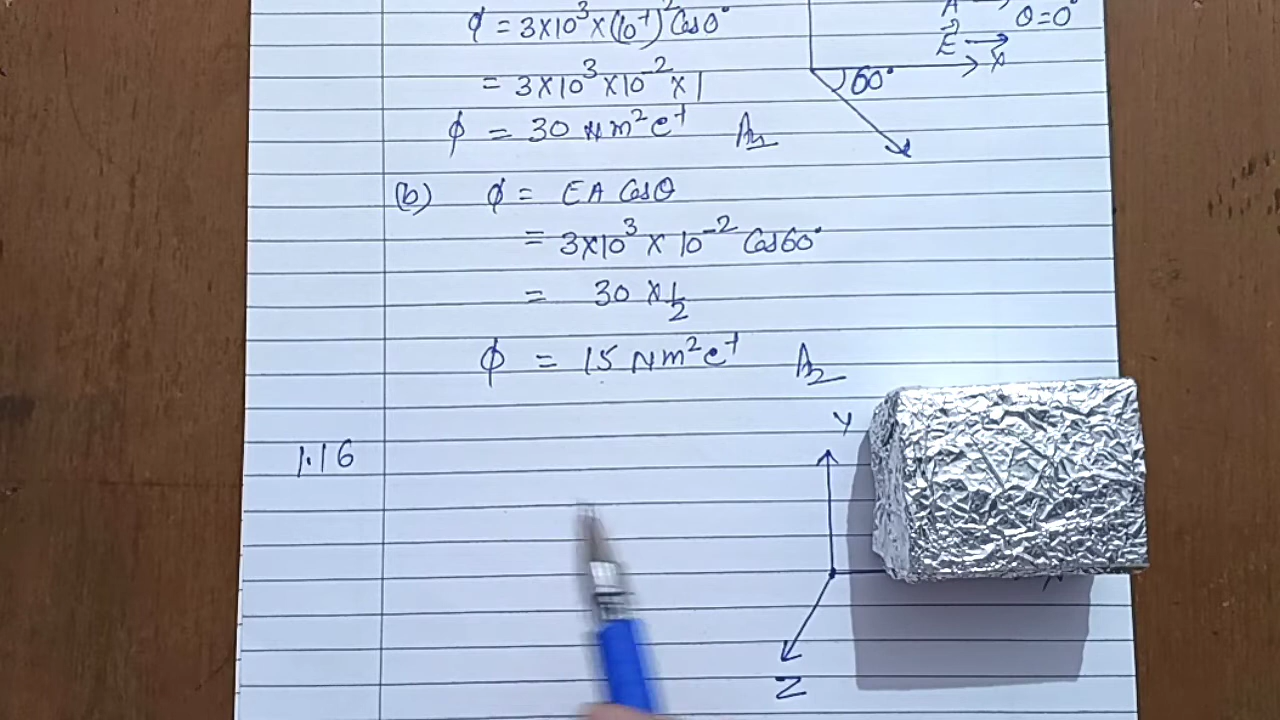 ϕ = 3×10³×(10⁻¹)² Cosθ°
A
θ=0°
E⃗ → X
= 3×10³×10⁻²×1
60°
ϕ = 30 Nm²C⁻¹ Ans
(b) ϕ = EA Cosθ
= 3×10³ × 10⁻² Cos60°
= 30 × 1/2
ϕ = 15 Nm²C⁻¹ Ans
Y
1.16
Z